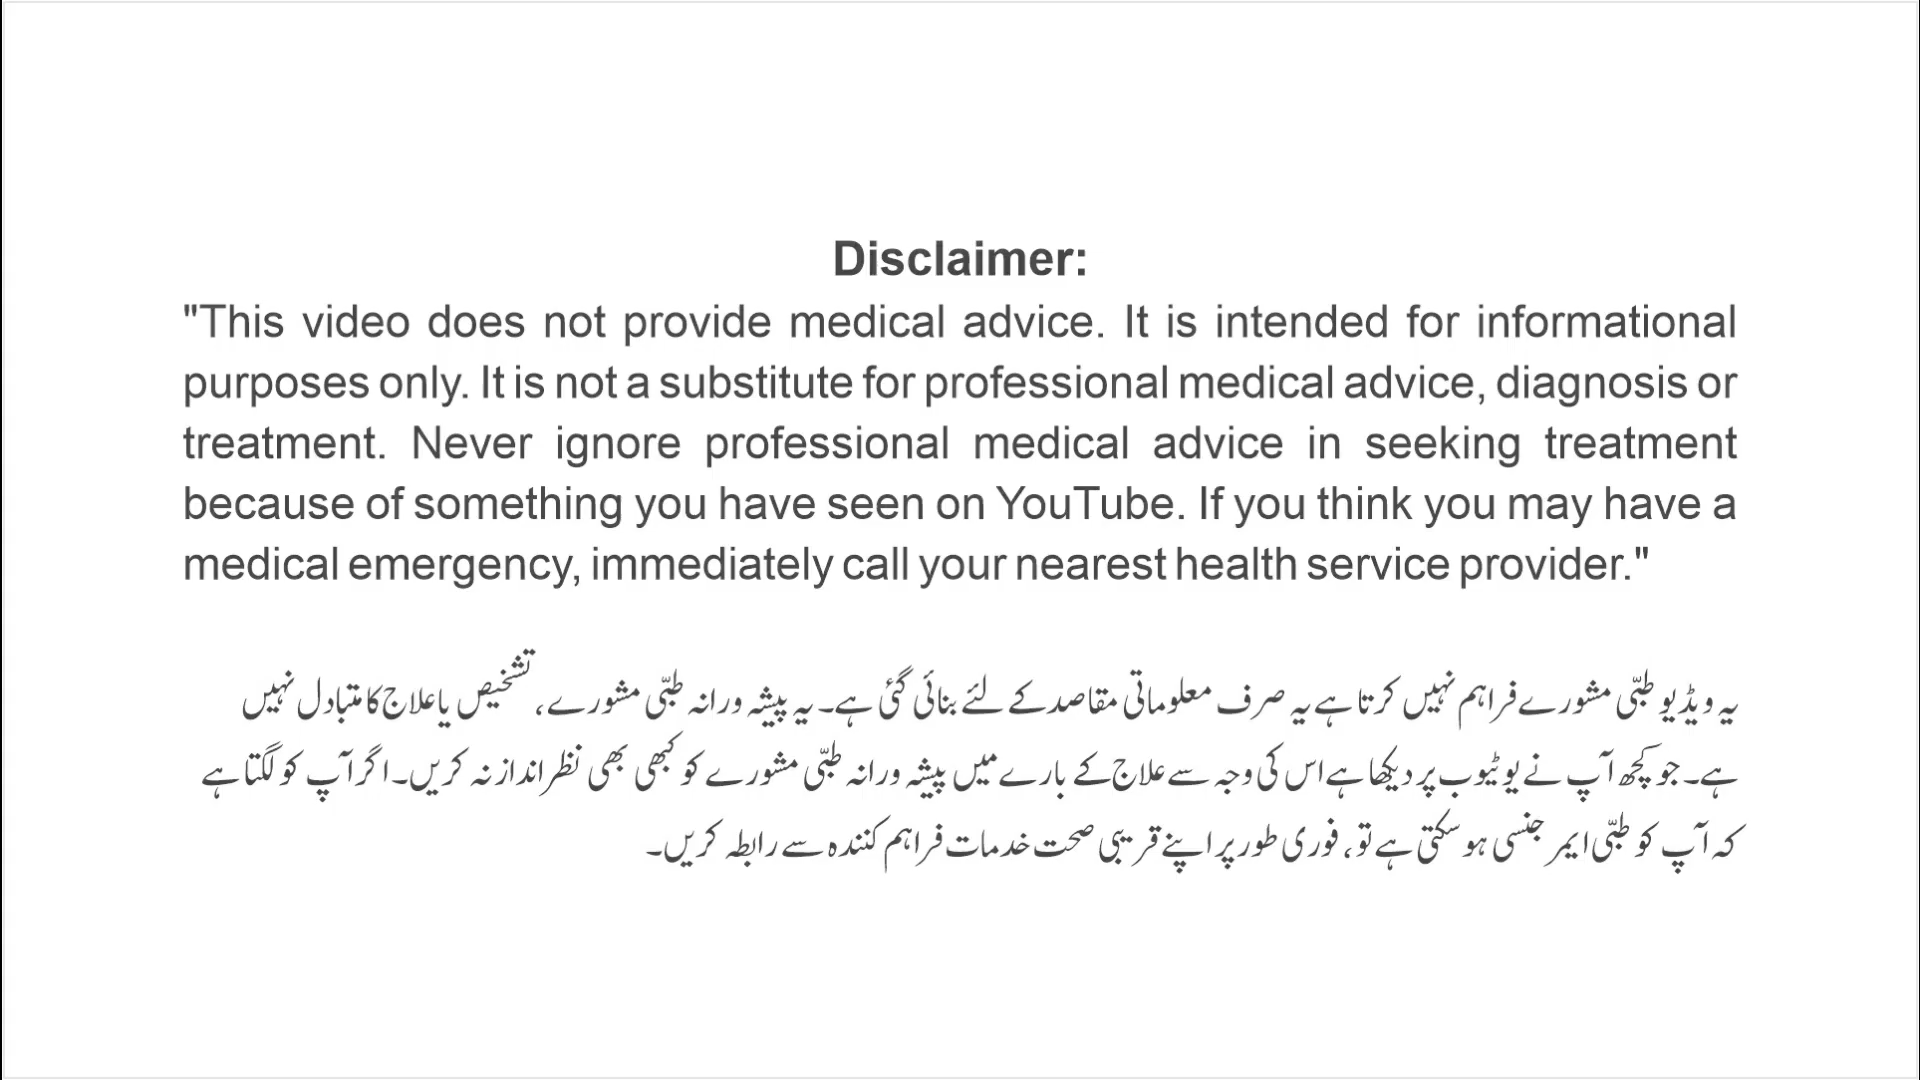 Disclaimer:
"This video does not provide medical advice. It is intended for informational
purposes only. It is not a substitute for professional medical advice, diagnosis or
treatment. Never ignore professional medical advice in seeking treatment
because of something you have seen on YouTube. If you think you may have a
medical emergency, immediately call your nearest health service provider."
یہ ویڈیو طبّی مشورے فراہم نہیں کرتا ہے یہ صرف معلوماتی مقاصد کے لئے بنائی گئی ہے۔ یہ پیشہ ورانہ طبّی مشورے، تشخیص یا علاج کا متبادل نہیں
ہے۔ جو کچھ آپ نے یوٹیوب پر دیکھا ہے اس کی وجہ سے علاج کے بارے میں پیشہ ورانہ طبّی مشورے کو کبھی بھی نظر انداز نہ کریں۔ اگر آپ کو لگتا ہے
کہ آپ کو طبّی ایمر جنسی ہو سکتی ہے تو، فوری طور پر اپنے قریبی صحت خدمات فراہم کنندہ سے رابطہ کریں۔